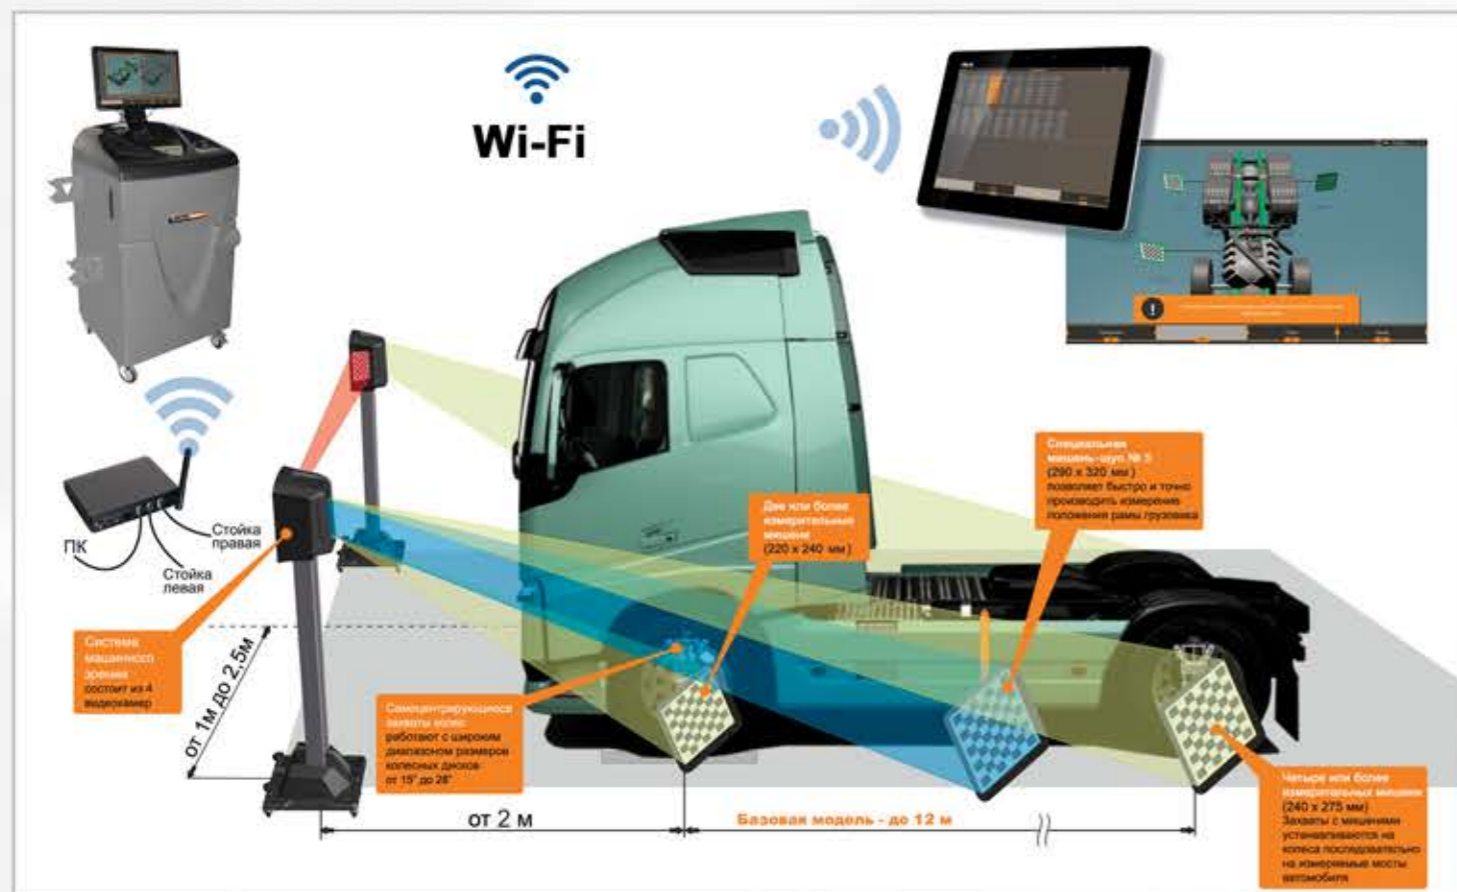 Wi-Fi
Стойка
правая
ПК
Стойка
левая
Специальная
мишень-щуп № 5
(290 x 320 мм)
позволяет быстро и точно
производить измерение
положения рамы грузовика
Две или более
измерительные
мишени
(220 x 240 мм)
Система
машинного
зрения
состоит из 4
видеокамер
от 1м до 2,5м
Самоцентрирующиеся
захваты колес
работают с широким
диапазоном размеров
колесных дисков
от 15" до 28"
от 2 м
Базовая модель - до 12 м
Четыре или более
измерительных мишени
(240 x 275 мм)
Захваты с мишенями
устанавливаются на
колеса последовательно
на измеряемые мосты
автомобиля